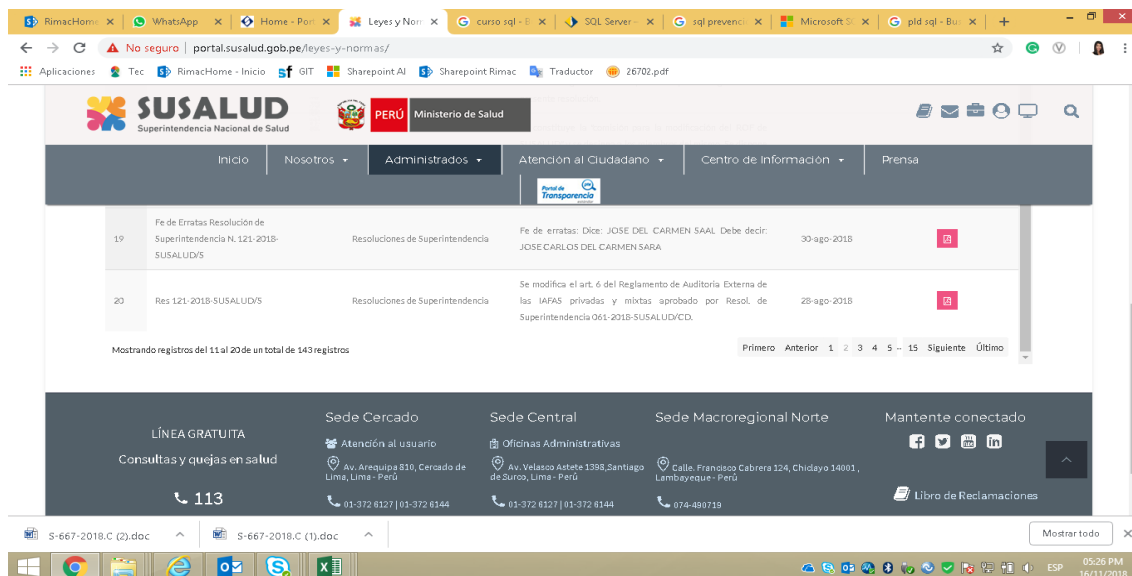 RimacHome
WhatsApp
Home - Por
Leyes y Nor
curso sql - B
SQL Server -
sql prevenci
Microsoft S
pld sql - Bu
No seguro | portal.susalud.gob.pe/leyes-y-normas/
Aplicaciones Tec RimacHome - Inicio GIT Sharepoint AI Sharepoint Rimac Traductor 26702.pdf
SUSALUD
Superintendencia Nacional de Salud
PERÚ Ministerio de Salud
Inicio Nosotros Administrados Atención al Ciudadano Centro de Información Prensa
Portal de
Transparencia
19
Fe de Erratas Resolución de
Superintendencia N. 121-2018-
SUSALUD/S
Resoluciones de Superintendencia
Fe de erratas: Dice: JOSE DEL CARMEN SAAL Debe decir:
JOSE CARLOS DEL CARMEN SARA
30-ago-2018
20
Res 121-2018-SUSALUD/S
Resoluciones de Superintendencia
Se modifica el art. 6 del Reglamento de Auditoria Externa de
las IAFAS privadas y mixtas aprobado por Resol. de
Superintendencia 061-2018-SUSALUD/CD.
28-ago-2018
Mostrando registros del 11 al 20 de un total de 143 registros
Primero Anterior 1 2 3 4 5 … 15 Siguiente Último
LÍNEA GRATUITA
Consultas y quejas en salud
113
Sede Cercado
Atención al usuario
Av. Arequipa 810, Cercado de
Lima, Lima - Perú
01-372 6127 | 01-372 6144
Sede Central
Oficinas Administrativas
Av. Velasco Astete 1398, Santiago
de Surco, Lima - Perú
01-372 6127 | 01-372 6144
Sede Macroregional Norte
Calle. Francisco Cabrera 124, Chiclayo 14001 ,
Lambayeque - Perú
074-490719
Mantente conectado
Libro de Reclamaciones
S-667-2018.C (2).doc
S-667-2018.C (1).doc
Mostrar todo
ESP
05:26 PM
16/11/2018